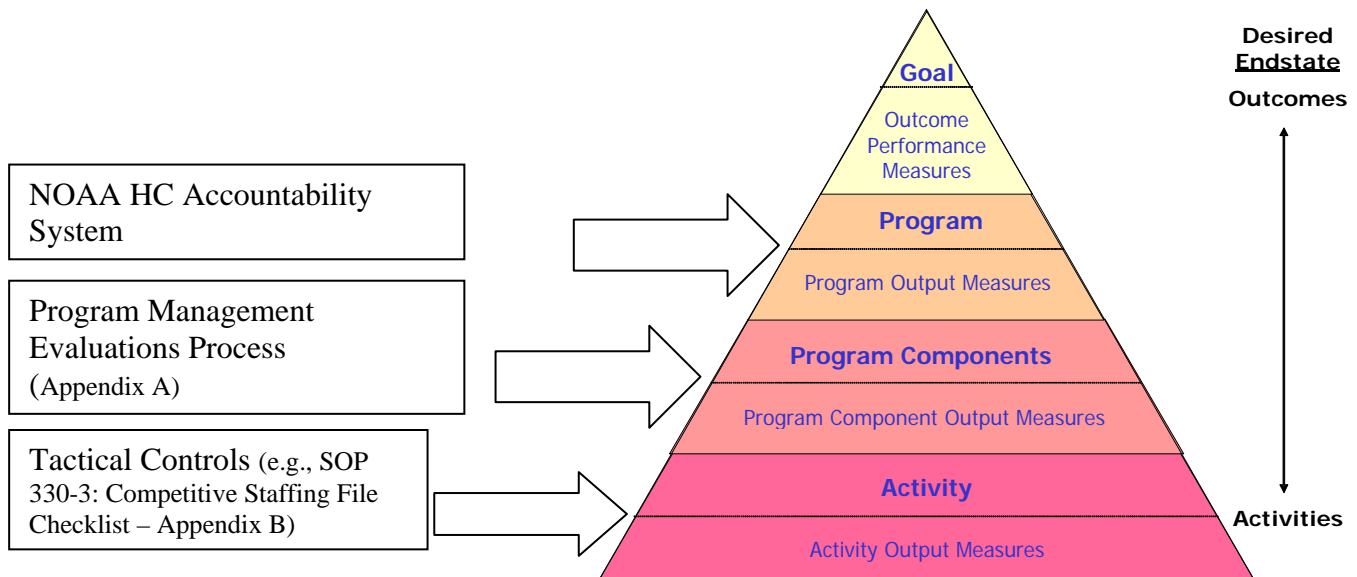 NOAA HC Accountability
System
Program Management
Evaluations Process
(Appendix A)
Tactical Controls (e.g., SOP
330-3: Competitive Staffing File
Checklist – Appendix B)
Goal
Outcome
Performance
Measures
Program
Program Output Measures
Program Components
Program Component Output Measures
Activity
Activity Output Measures
Desired
Endstate
Outcomes
Activities